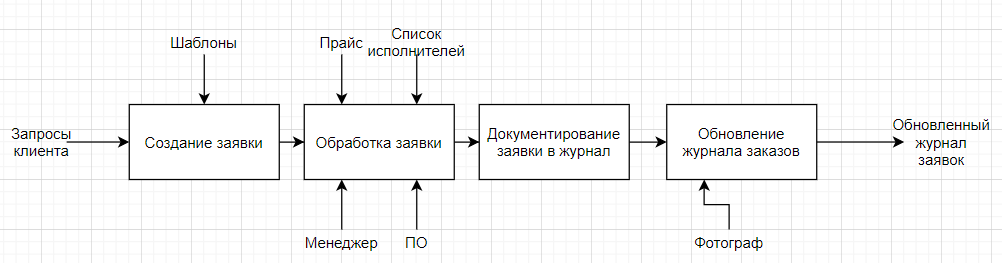 Шаблоны
Прайс
Список
исполнителей
Запросы
клиента
Создание заявки
Обработка заявки
Документирование
заявки в журнал
Обновление
журнала заказов
Обновленный
журнал
заявок
Менеджер
ПО
Фотограф